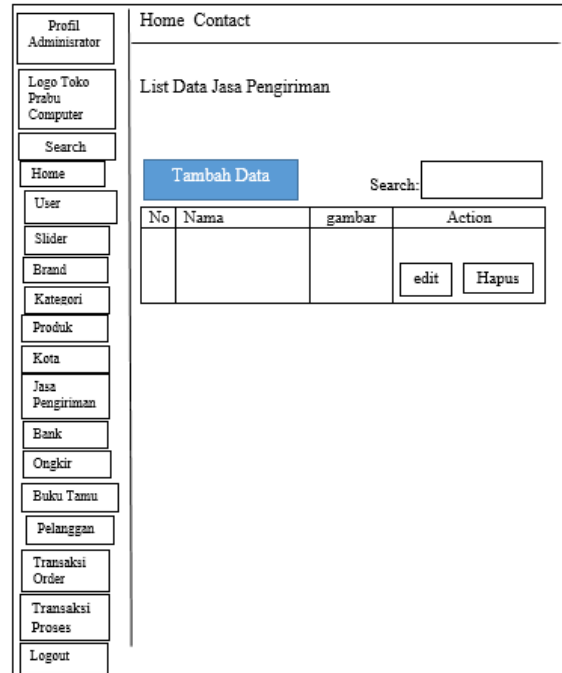 Profil
Adminisrator
Logo Toko
Prabu
Computer
Search
Home
User
Slider
Brand
Kategori
Produk
Kota
Jasa
Pengiriman
Bank
Ongkir
Buku Tamu
Pelanggan
Transaksi
Order
Transaksi
Proses
Logout
Home Contact
List Data Jasa Pengiriman
Tambah Data
Search:
No Nama gambar Action
edit Hapus